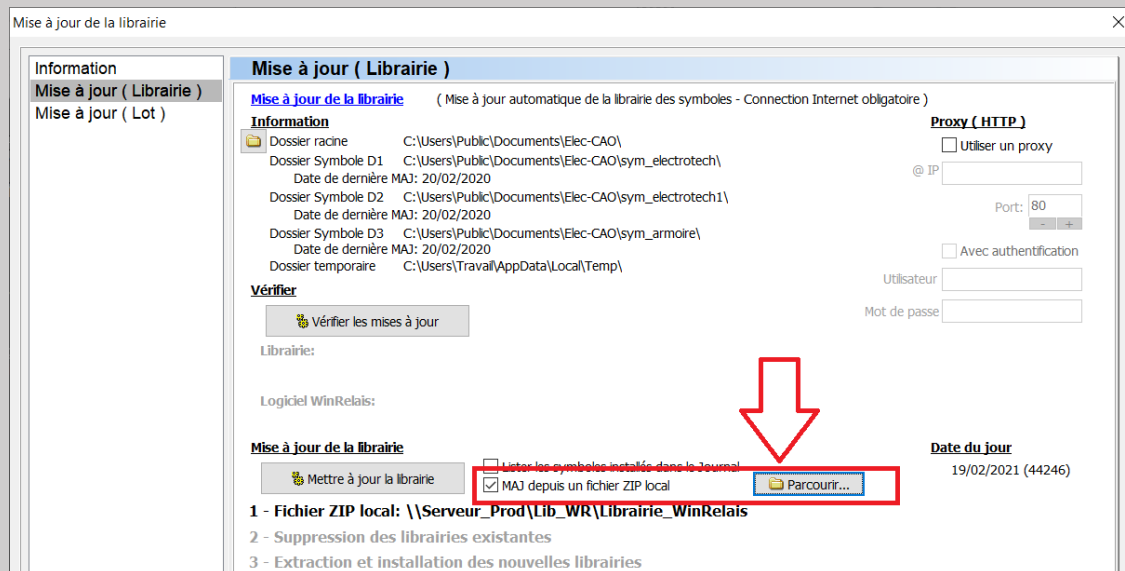 Mise à jour de la librairie
Information
Mise à jour ( Librairie )
Mise à jour ( Lot )
Mise à jour ( Librairie )
Mise à jour de la librairie ( Mise à jour automatique de la librairie des symboles - Connection Internet obligatoire )
Information
Dossier racine C:\Users\Public\Documents\Elec-CAO\
Dossier Symbole D1 C:\Users\Public\Documents\Elec-CAO\sym_electrotech\
Date de dernière MAJ: 20/02/2020
Dossier Symbole D2 C:\Users\Public\Documents\Elec-CAO\sym_electrotech1\
Date de dernière MAJ: 20/02/2020
Dossier Symbole D3 C:\Users\Public\Documents\Elec-CAO\sym_armoire\
Date de dernière MAJ: 20/02/2020
Dossier temporaire C:\Users\Travail\AppData\Local\Temp\
Proxy ( HTTP )
Utiliser un proxy
@ IP
Port: 80
- +
Avec authentification
Utilisateur
Mot de passe
Vérifier
Vérifier les mises à jour
Librairie:
Logiciel WinRelais:
Mise à jour de la librairie
Mettre à jour la librairie
Lister les symboles installés dans le Journal
MAJ depuis un fichier ZIP local
Parcourir...
Date du jour
19/02/2021 (44246)
1 - Fichier ZIP local: \\Serveur_Prod\Lib_WR\Librairie_WinRelais
2 - Suppression des librairies existantes
3 - Extraction et installation des nouvelles librairies